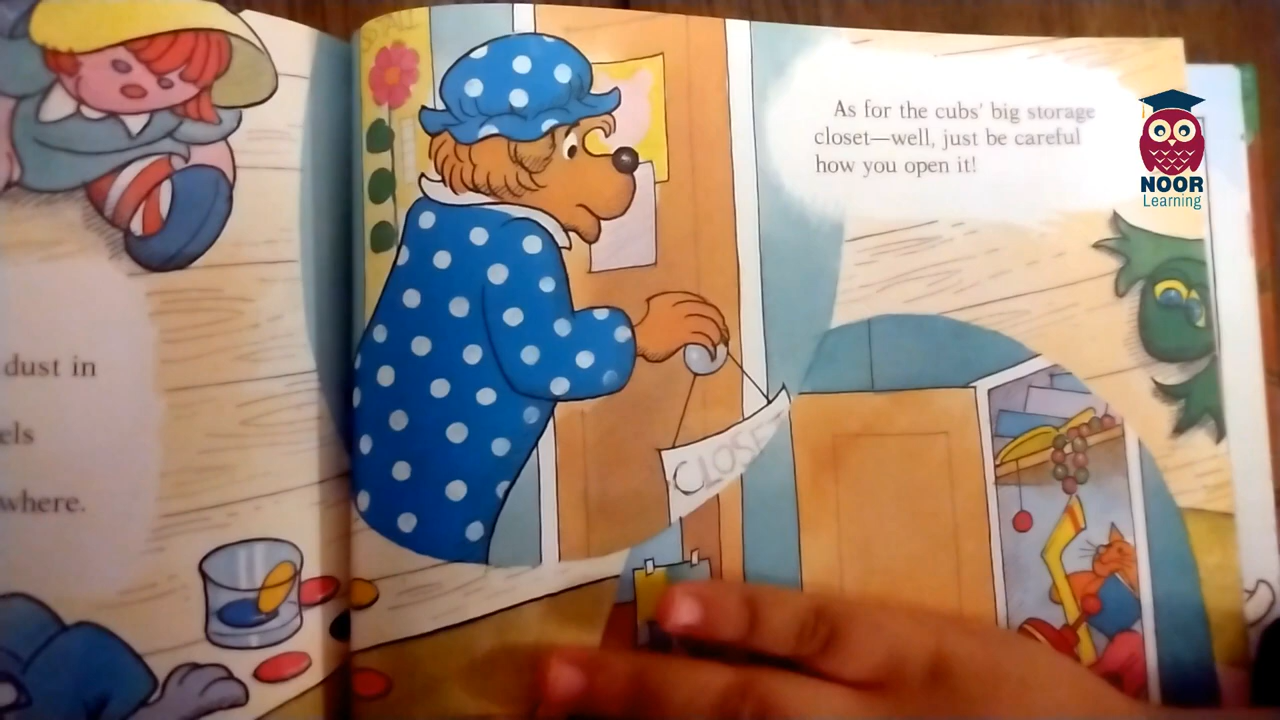 dust in
els
where.
As for the cubs' big storage
closet—well, just be careful
how you open it!
CLOSET
NOOR
Learning